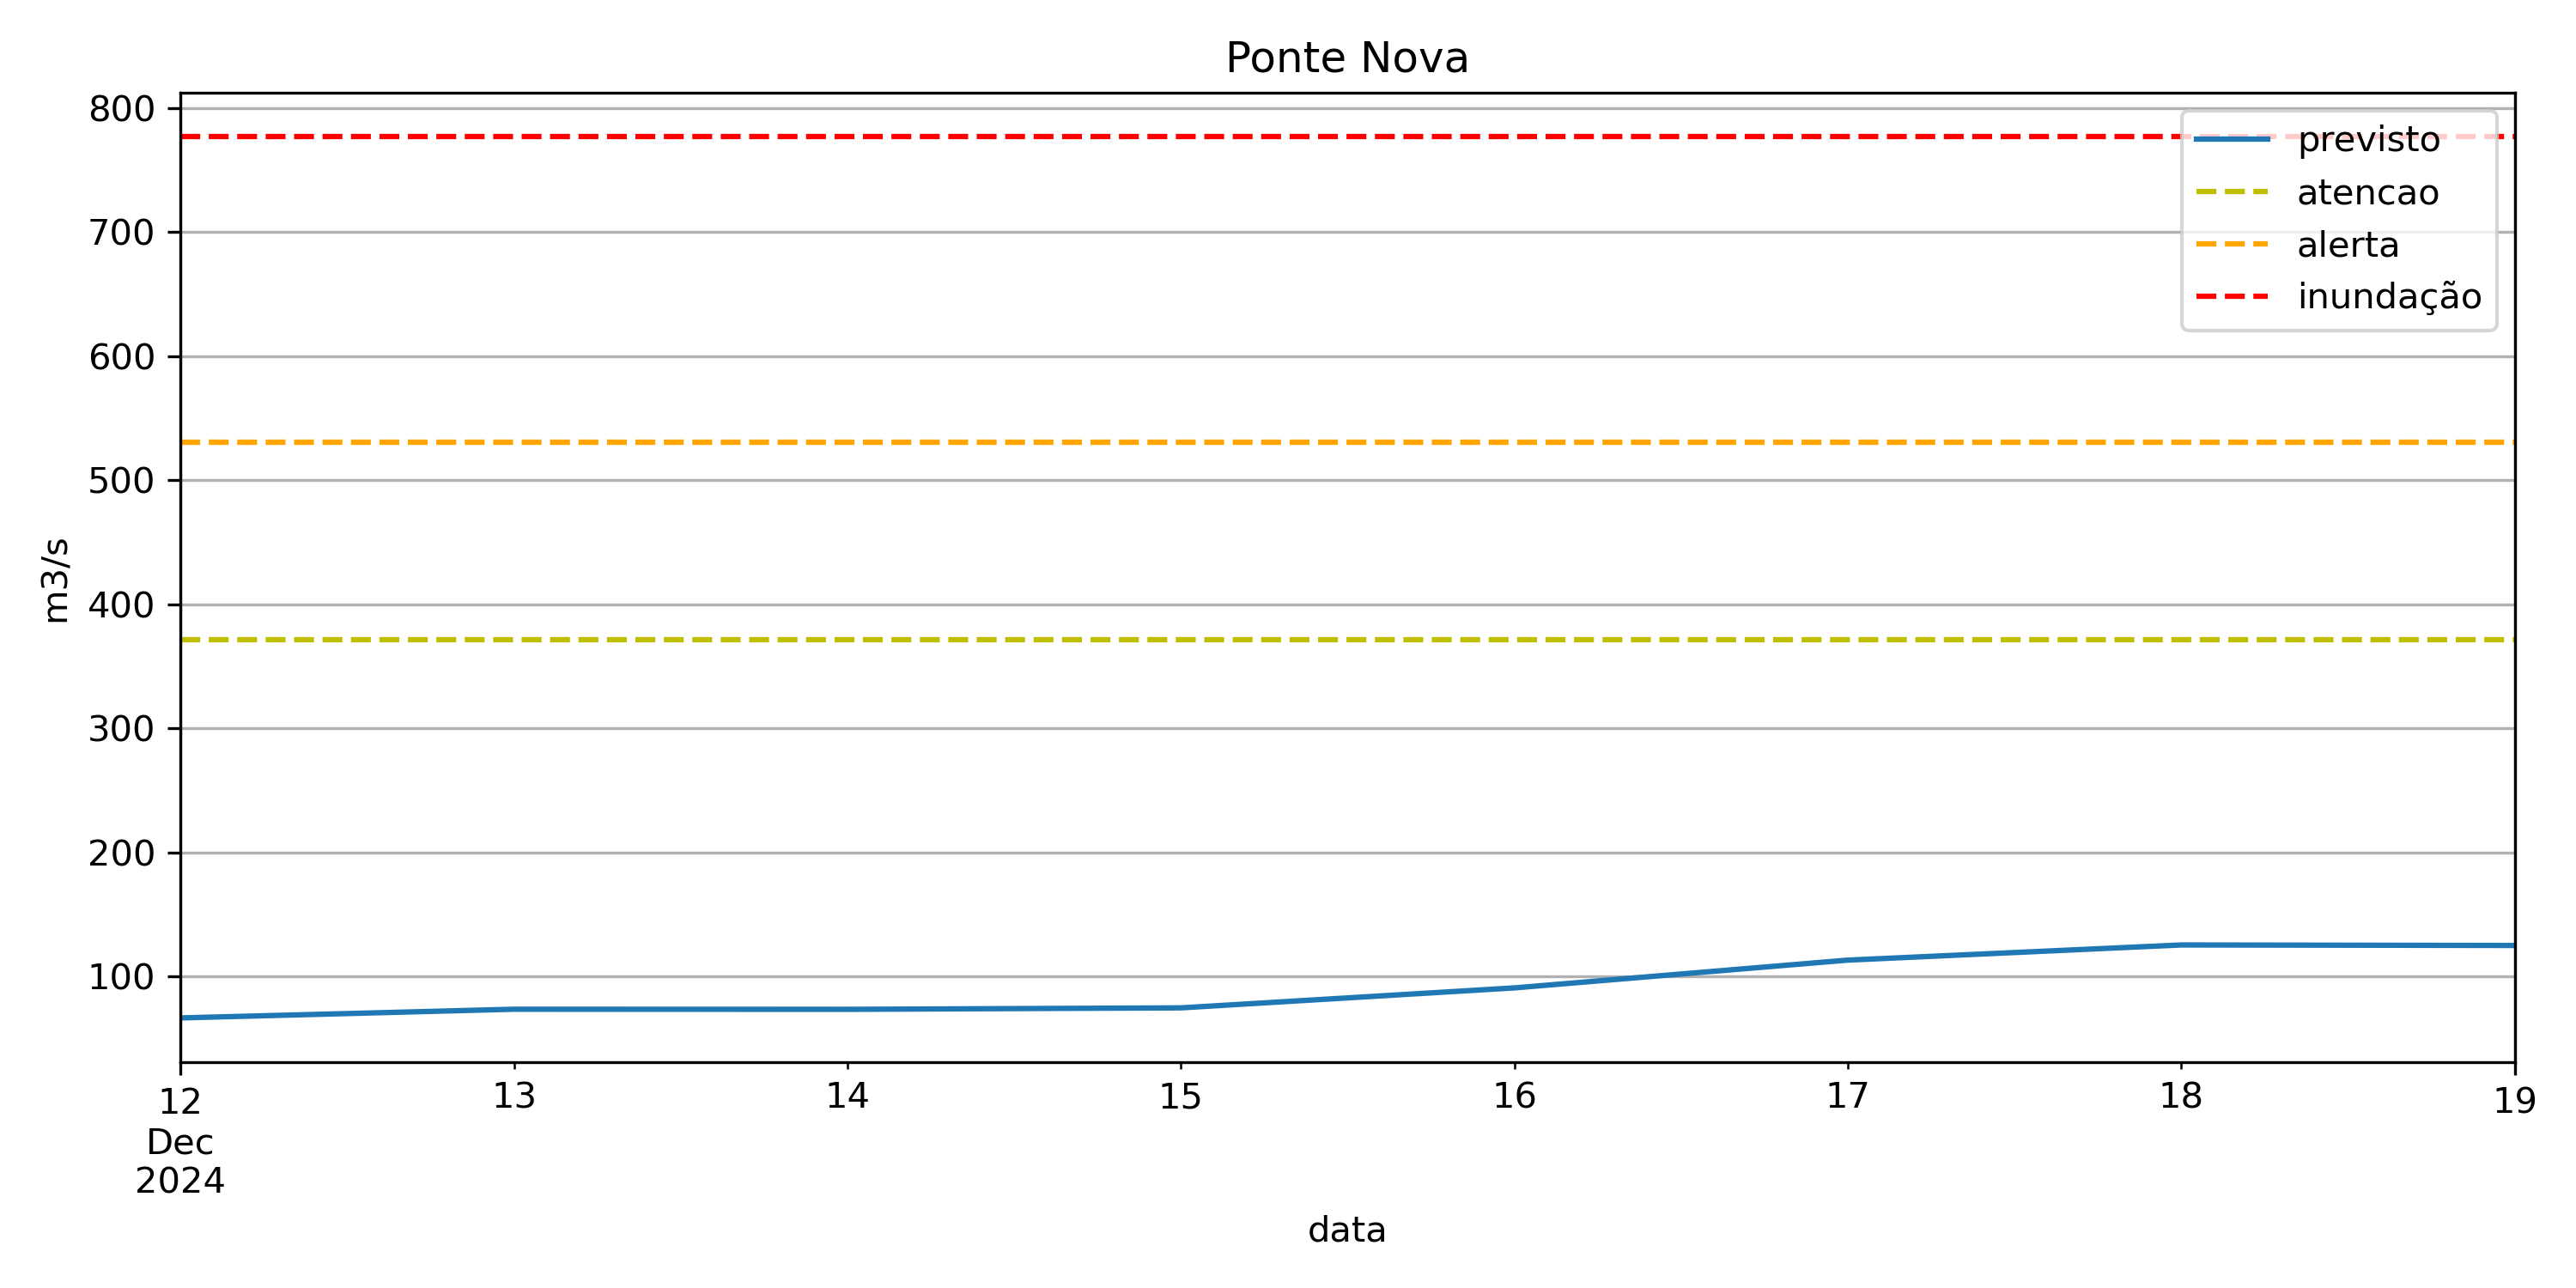 Ponte Nova
800
700
600
500
400
300
200
100
m3/s
previsto
atencao
alerta
inundação
12 13 14 15 16 17 18 19
Dec
2024
data